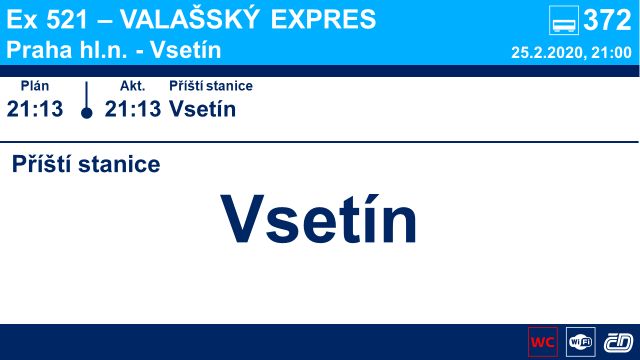 Ex 521 – VALAŠSKÝ EXPRES
372
Praha hl.n. - Vsetín
25.2.2020, 21:00
Plán Akt. Příští stanice
21:13 21:13 Vsetín
Příští stanice
Vsetín
WC WiFi ČD